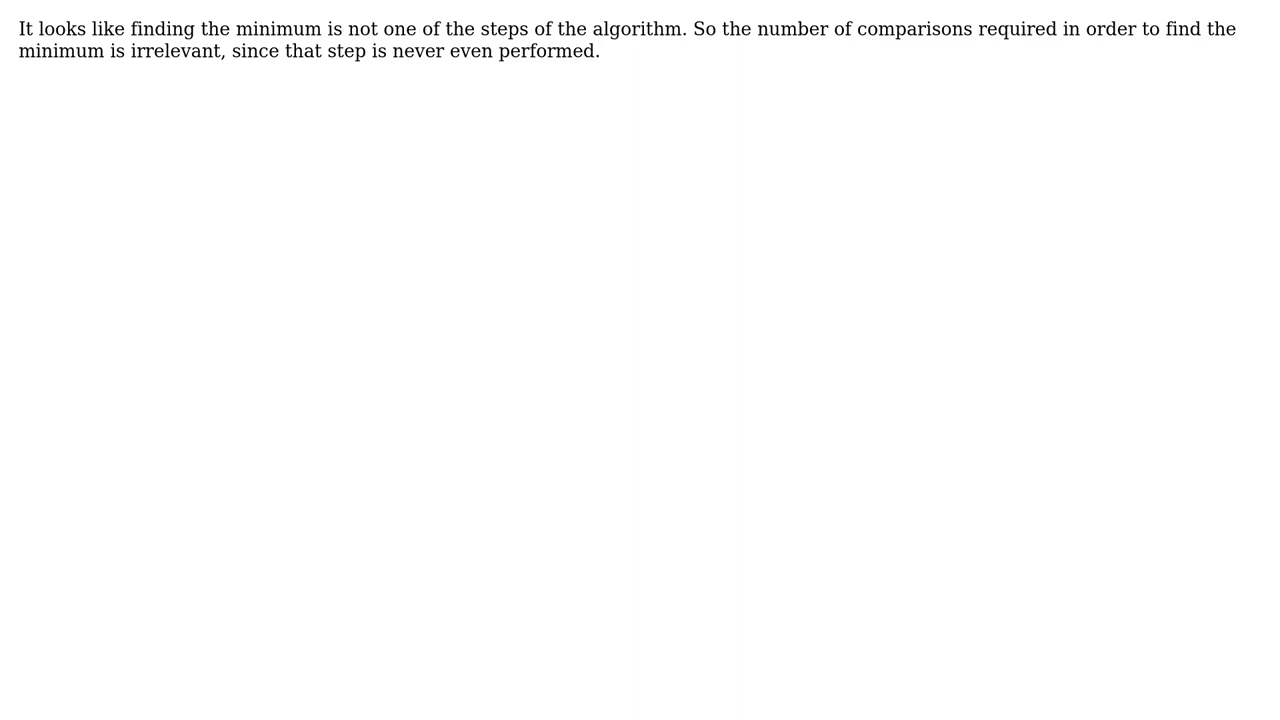 It looks like finding the minimum is not one of the steps of the algorithm. So the number of comparisons required in order to find the
minimum is irrelevant, since that step is never even performed.